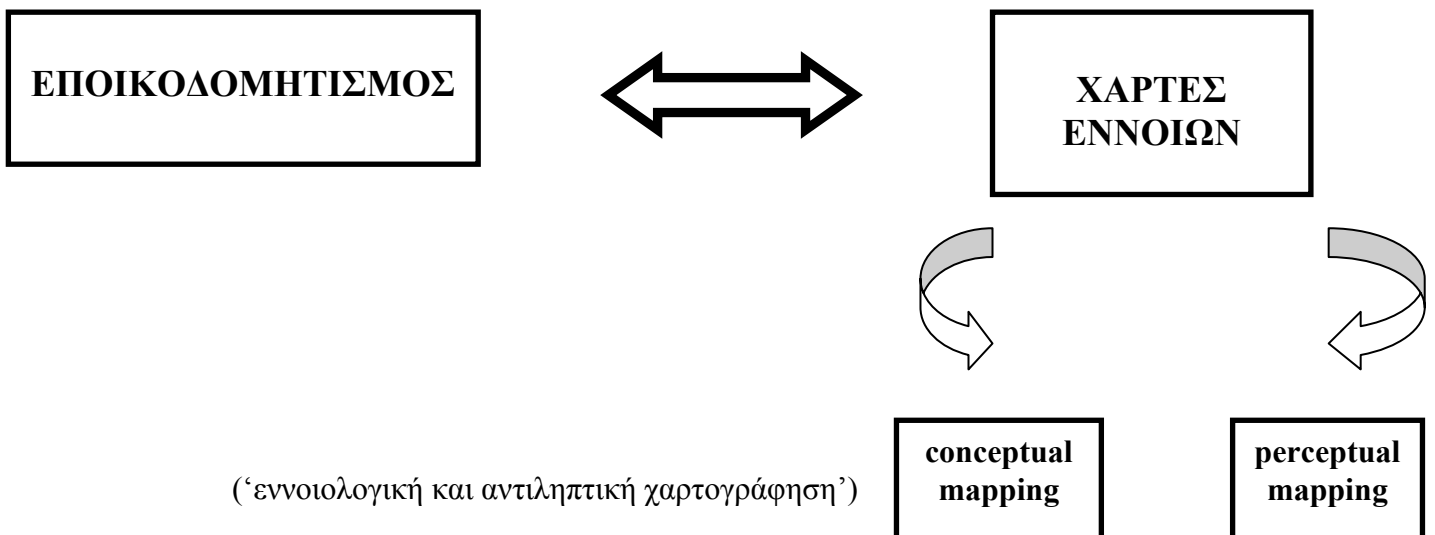 ΕΠΟΙΚΟΔΟΜΗΤΙΣΜΟΣ
ΧΑΡΤΕΣ
ΕΝΝΟΙΩΝ
conceptual
mapping
perceptual
mapping
(‘εννοιολογική και αντιληπτική χαρτογράφηση’)